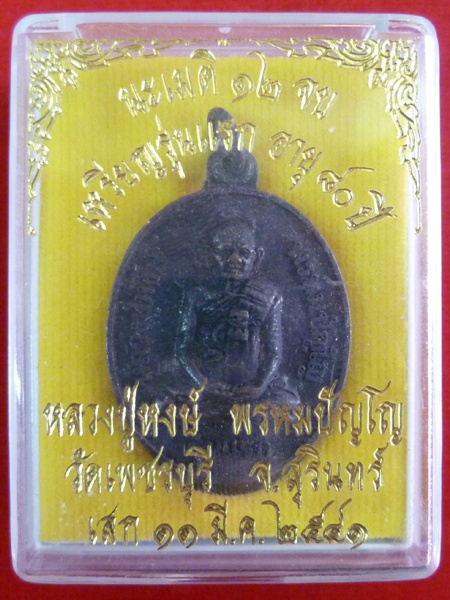 นะเมติ ๑๒ จบ
เหรียญรุ่นแรก อายุ ๘๐ ปี
หลวงปู่หงษ์ พรหมปัญโญ
วัดเพชรบุรี จ.สุรินทร์
เสก ๑๑ มี.ค. ๒๕๔๑